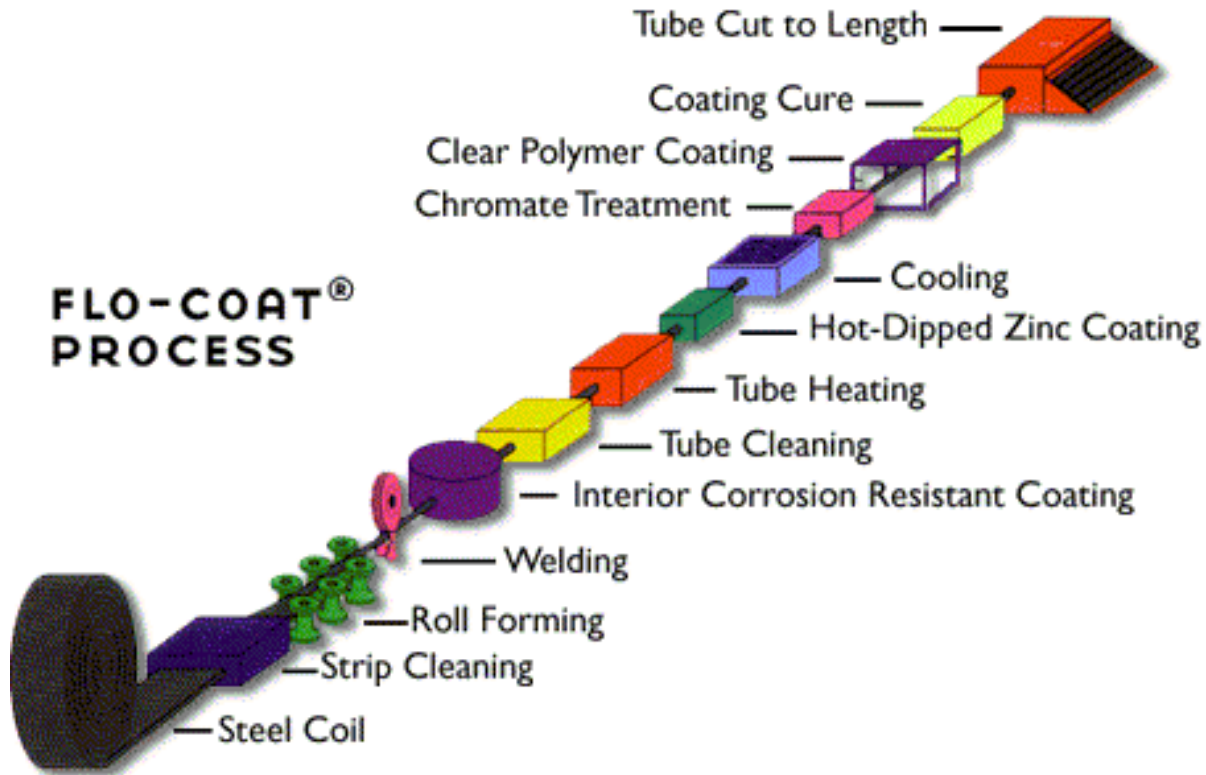 Tube Cut to Length
Coating Cure
Clear Polymer Coating
Chromate Treatment
Cooling
FLO-COAT®
PROCESS
Hot-Dipped Zinc Coating
Tube Heating
Tube Cleaning
Interior Corrosion Resistant Coating
Welding
Roll Forming
Strip Cleaning
Steel Coil